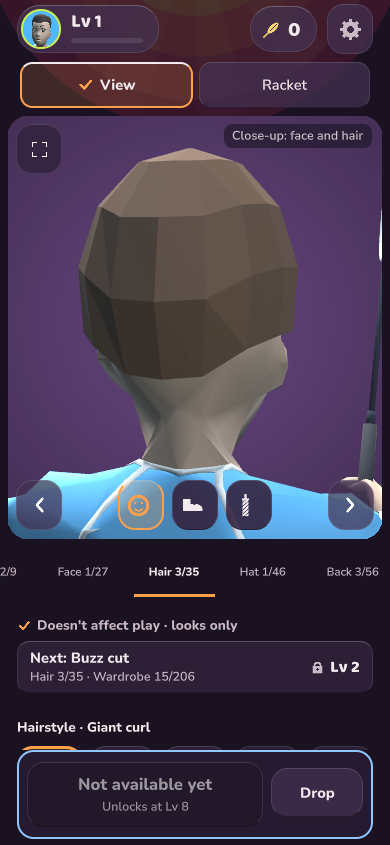 Lv 1
0
View
Racket
Close-up: face and hair
2/9
Face 1/27
Hair 3/35
Hat 1/46
Back 3/56
Doesn't affect play · looks only
Next: Buzz cut
Hair 3/35 · Wardrobe 15/206
Lv 2
Hairstyle · Giant curl
Not available yet
Unlocks at Lv 8
Drop